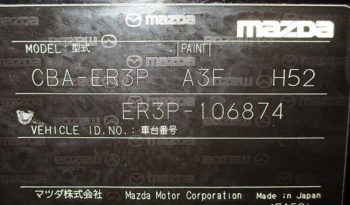 mazda
MODEL:型式 PAINT
CBA-ER3P A3F H52
ER3P-106874
VEHICLE ID.NO.:車台番号
マツダ株式会社 Mazda Motor Corporation Made in Japan